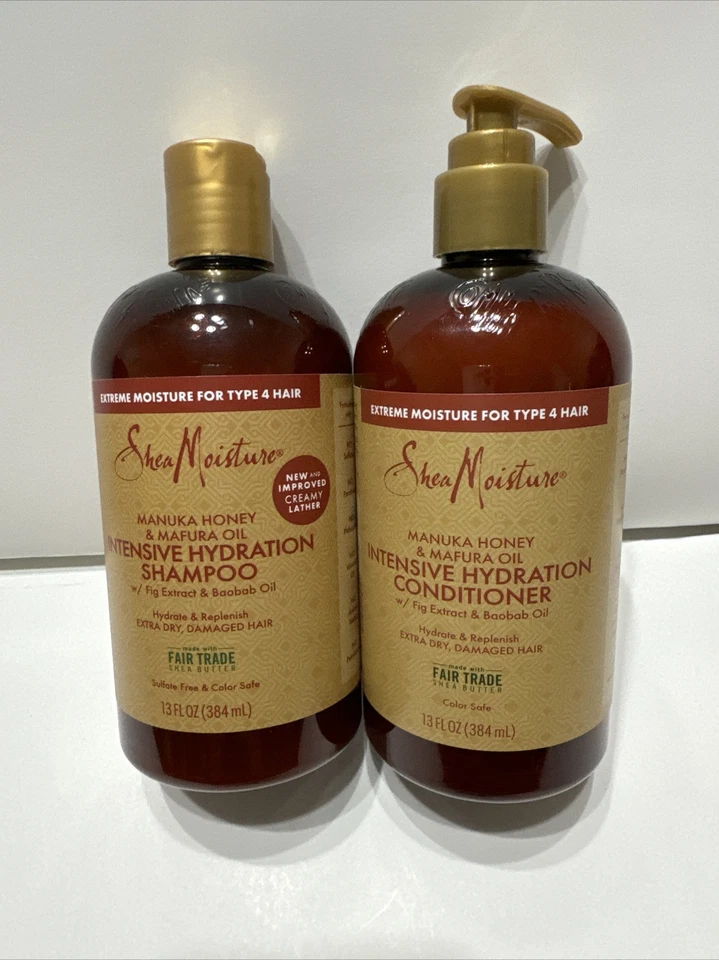 EXTREME MOISTURE FOR TYPE 4 HAIR
SheaMoisture®
NEW AND
IMPROVED
CREAMY
LATHER
MANUKA HONEY
& MAFURA OIL
INTENSIVE HYDRATION
SHAMPOO
w/ Fig Extract & Baobab Oil
Hydrate & Replenish
EXTRA DRY, DAMAGED HAIR
made with
FAIR TRADE
SHEA BUTTER
Sulfate Free & Color Safe
13 FL OZ (384 mL)
EXTREME MOISTURE FOR TYPE 4 HAIR
SheaMoisture®
MANUKA HONEY
& MAFURA OIL
INTENSIVE HYDRATION
CONDITIONER
w/ Fig Extract & Baobab Oil
Hydrate & Replenish
EXTRA DRY, DAMAGED HAIR
made with
FAIR TRADE
SHEA BUTTER
Color Safe
13 FL OZ (384 mL)